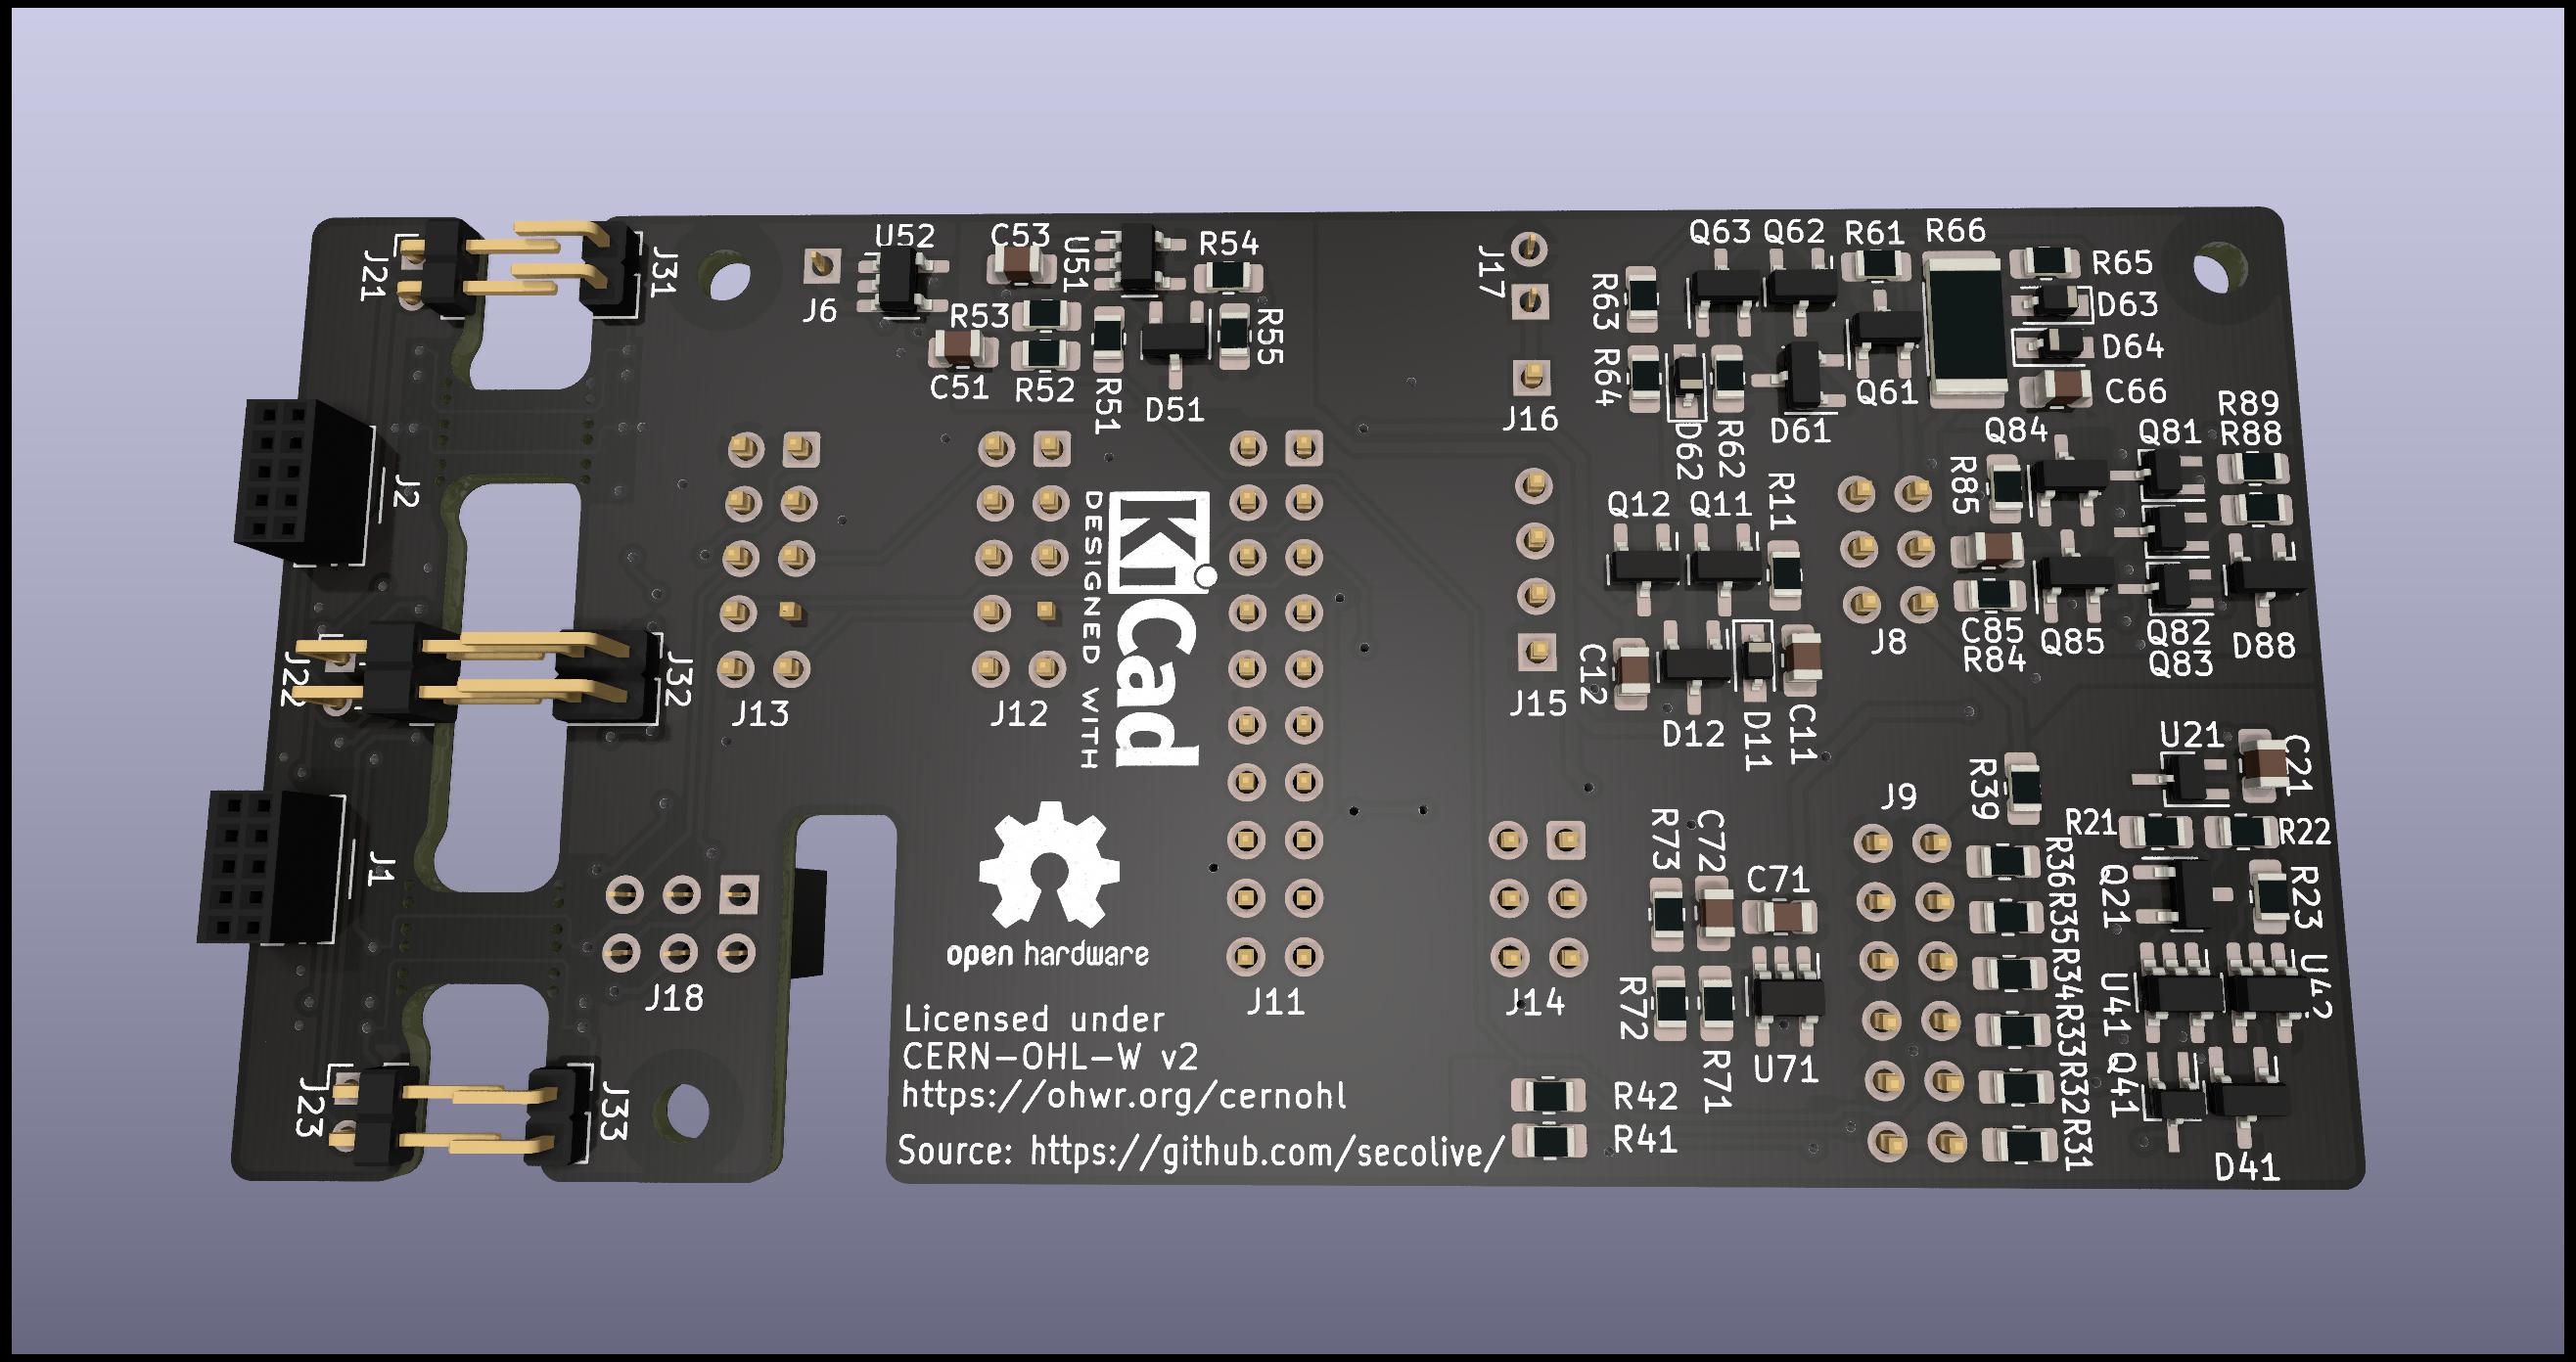 J21
J31
J6
U52
C53
U51
R54
R53
C51
R52
R51
D51
R55
J17
J16
Q63
Q62
R61
R66
R65
D63
D64
C66
R63
R64
D62
R62
D61
Q61
R89
R88
Q84
Q81
R85
J2
Q12
Q11
R11
C85
R84
Q85
Q82
Q83
D88
J8
J22
J32
J13
J12
DESIGNED WITH
KiCad
J15
C12
D12
D11
C11
U21
C21
R39
J9
R21
R22
R73
C72
C71
R36R35R34R33R32R31
Q21
R23
J1
J18
open hardware
J11
J14
R72
R71
U71
U41
U42
Q41
D41
J23
J33
Licensed under
CERN-OHL-W v2
https://ohwr.org/cernohl
Source: https://github.com/secolive/
R42
R41